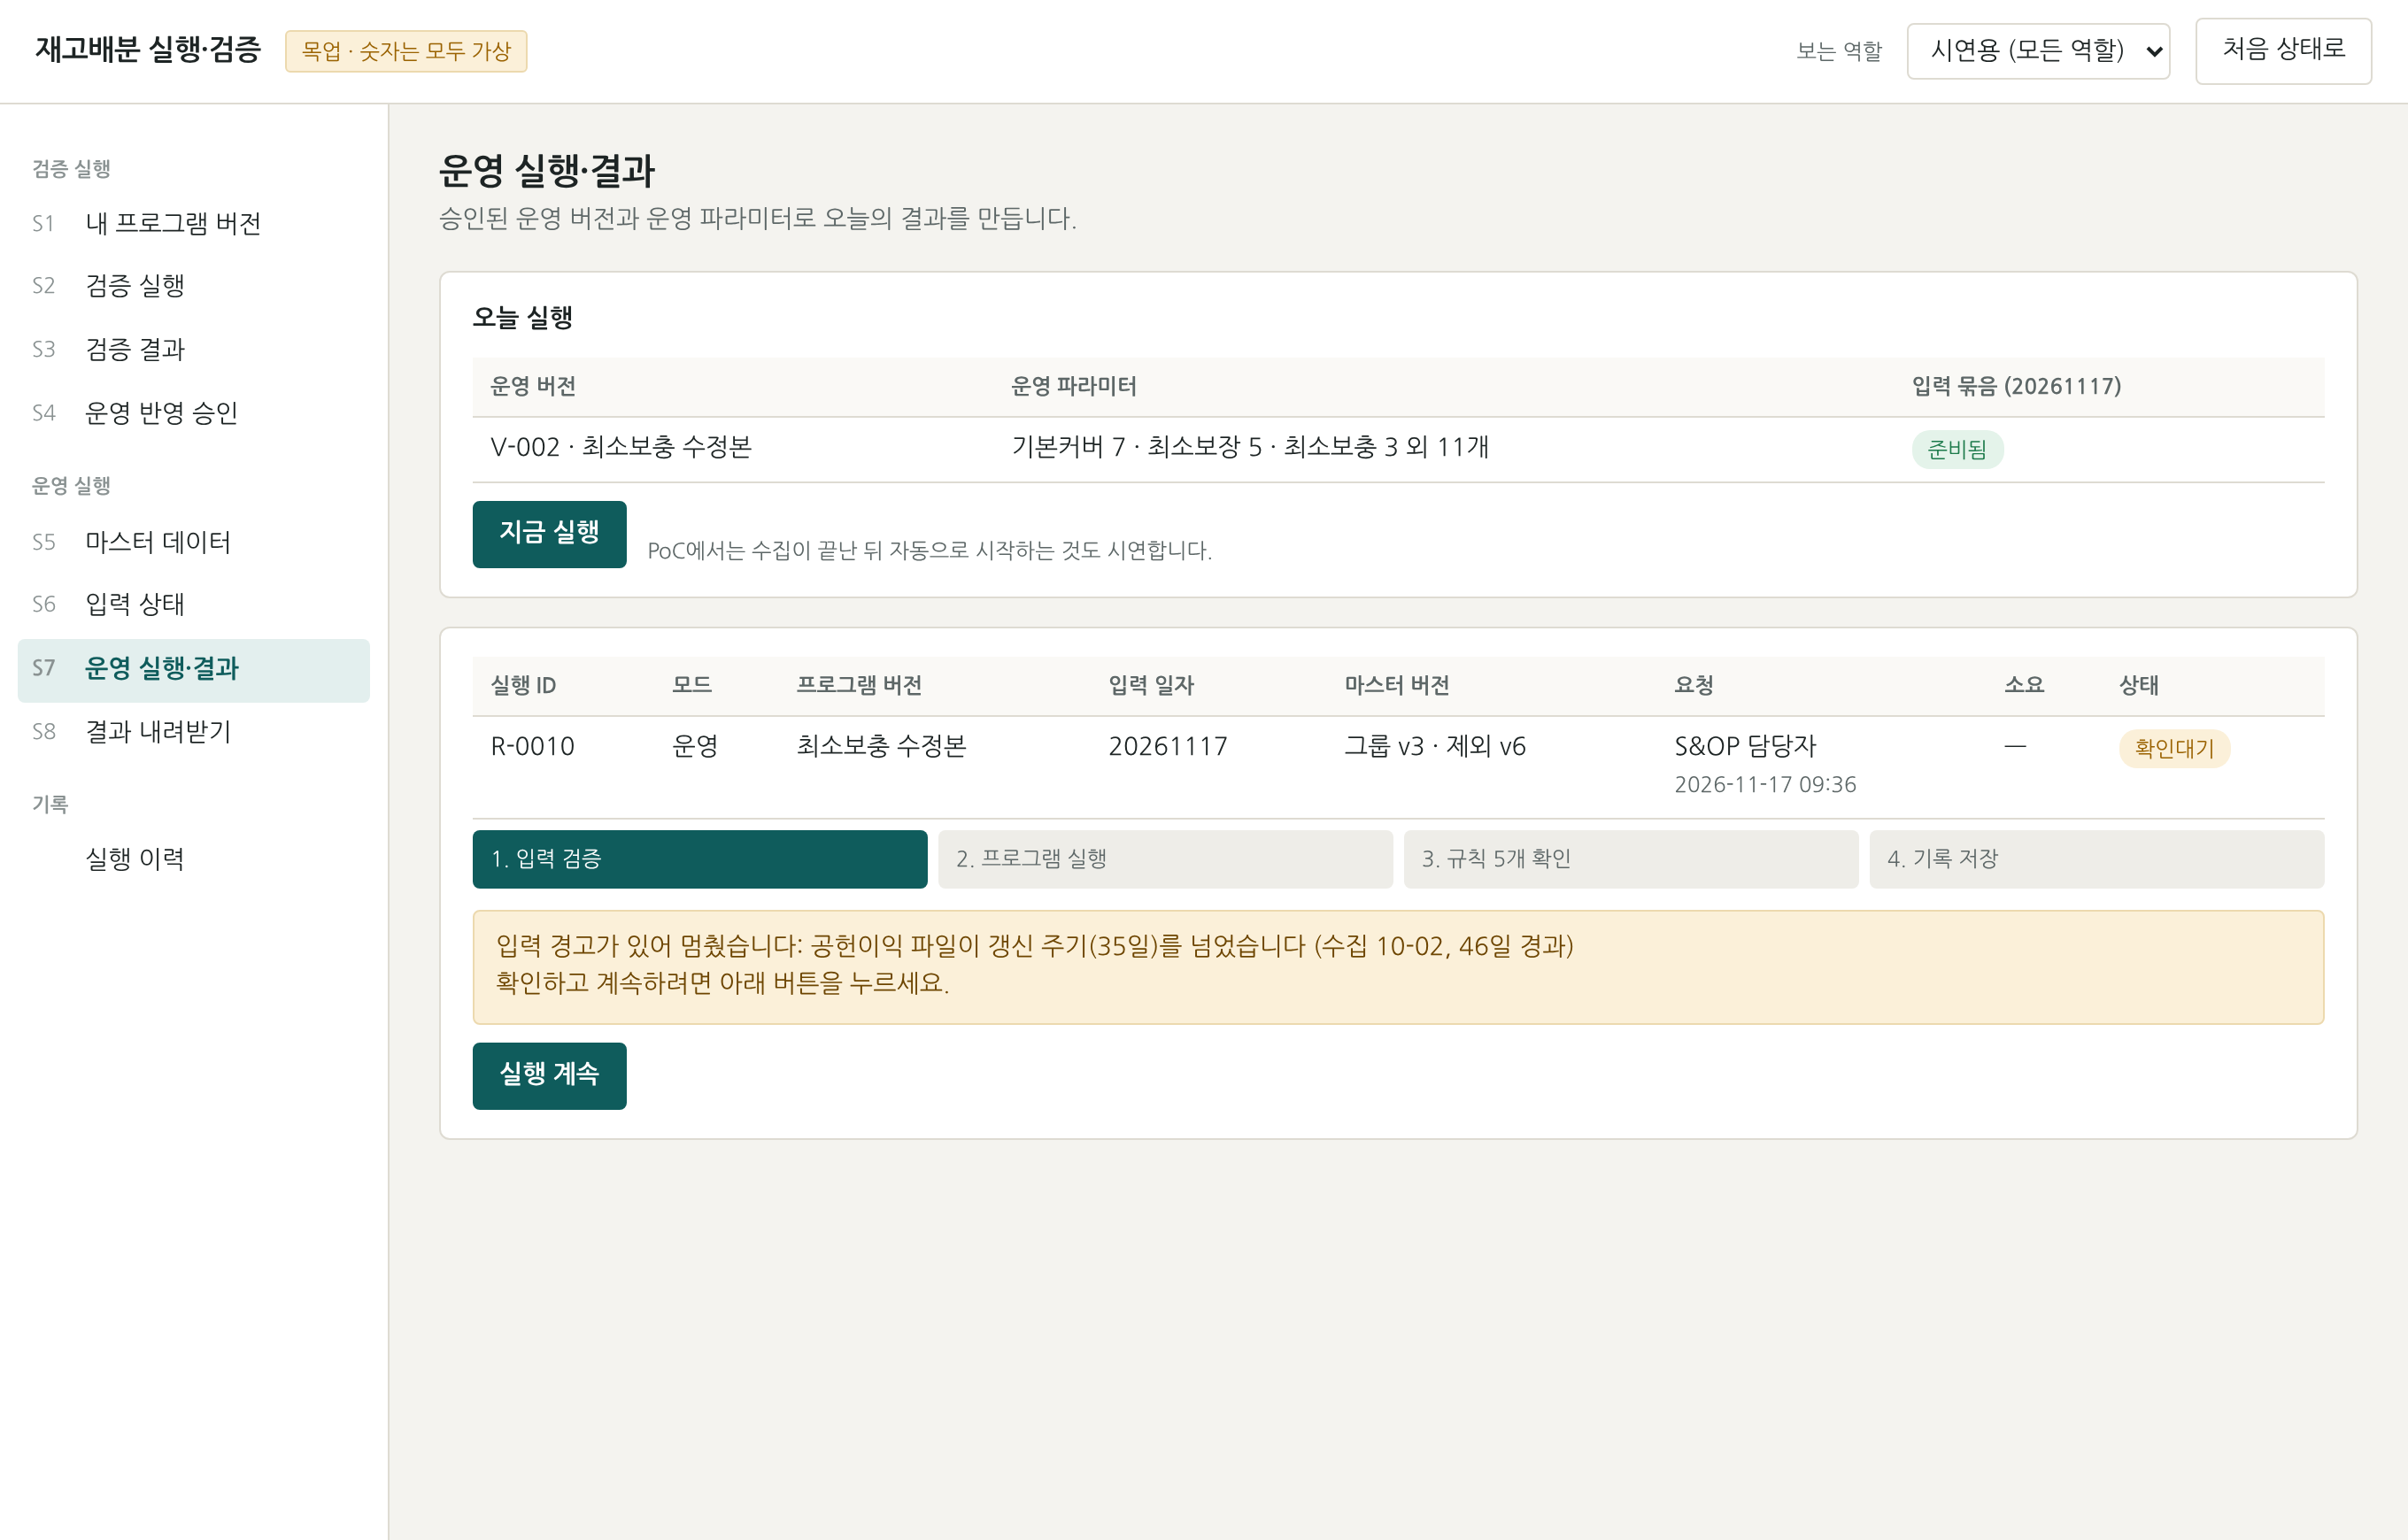 재고배분 실행·검증
목업 · 숫자는 모두 가상
보는 역할
시연용 (모든 역할)
처음 상태로
검증 실행
S1 내 프로그램 버전
S2 검증 실행
S3 검증 결과
S4 운영 반영 승인
운영 실행
S5 마스터 데이터
S6 입력 상태
S7 운영 실행·결과
S8 결과 내려받기
기록
실행 이력
운영 실행·결과
승인된 운영 버전과 운영 파라미터로 오늘의 결과를 만듭니다.
오늘 실행
운영 버전 운영 파라미터 입력 묶음 (20261117)
V-002 · 최소보충 수정본 기본커버 7 · 최소보장 5 · 최소보충 3 외 11개 준비됨
지금 실행 PoC에서는 수집이 끝난 뒤 자동으로 시작하는 것도 시연합니다.
실행 ID 모드 프로그램 버전 입력 일자 마스터 버전 요청 소요 상태
R-0010 운영 최소보충 수정본 20261117 그룹 v3 · 제외 v6 S&OP 담당자 — 확인대기
2026-11-17 09:36
1. 입력 검증 2. 프로그램 실행 3. 규칙 5개 확인 4. 기록 저장
입력 경고가 있어 멈췄습니다: 공헌이익 파일이 갱신 주기(35일)를 넘었습니다 (수집 10-02, 46일 경과)
확인하고 계속하려면 아래 버튼을 누르세요.
실행 계속